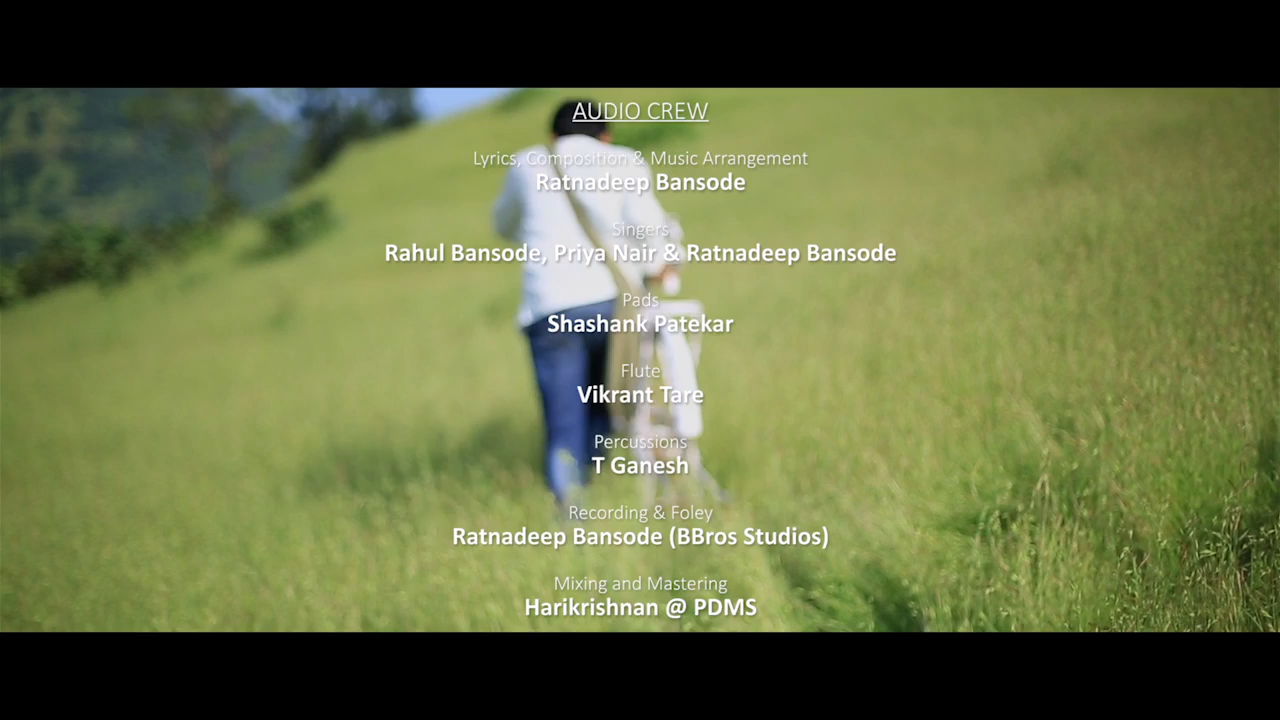 AUDIO CREW
Lyrics, Composition & Music Arrangement
Ratnadeep Bansode
Singers
Rahul Bansode, Priya Nair & Ratnadeep Bansode
Pads
Shashank Patekar
Flute
Vikrant Tare
Percussions
T Ganesh
Recording & Foley
Ratnadeep Bansode (BBros Studios)
Mixing and Mastering
Harikrishnan @ PDMS